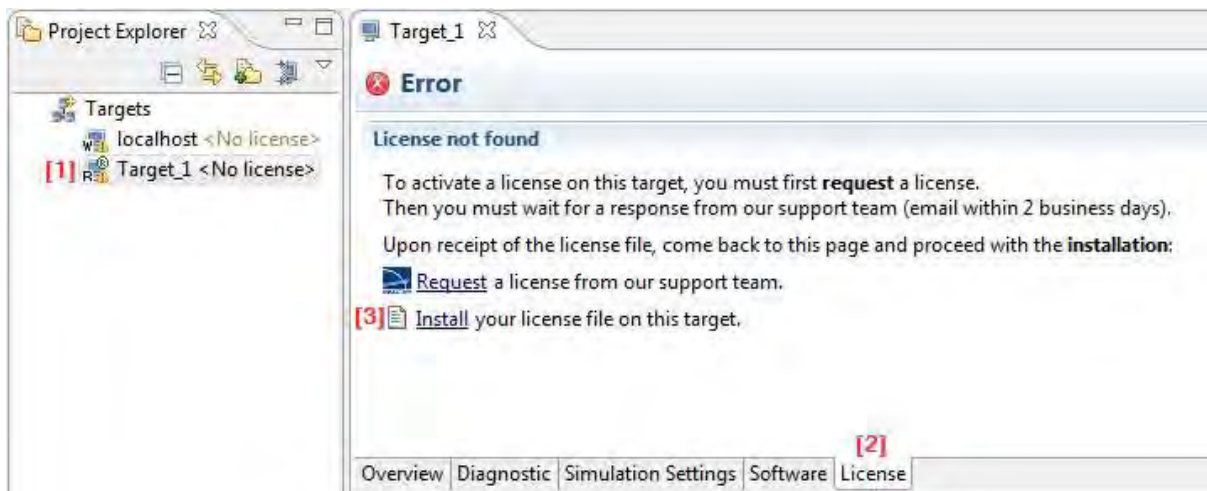 Project Explorer
Targets
localhost <No license>
[1] Target_1 <No license>
Target_1
Error
License not found
To activate a license on this target, you must first request a license.
Then you must wait for a response from our support team (email within 2 business days).
Upon receipt of the license file, come back to this page and proceed with the installation:
Request a license from our support team.
[3] Install your license file on this target.
[2]
Overview Diagnostic Simulation Settings Software License